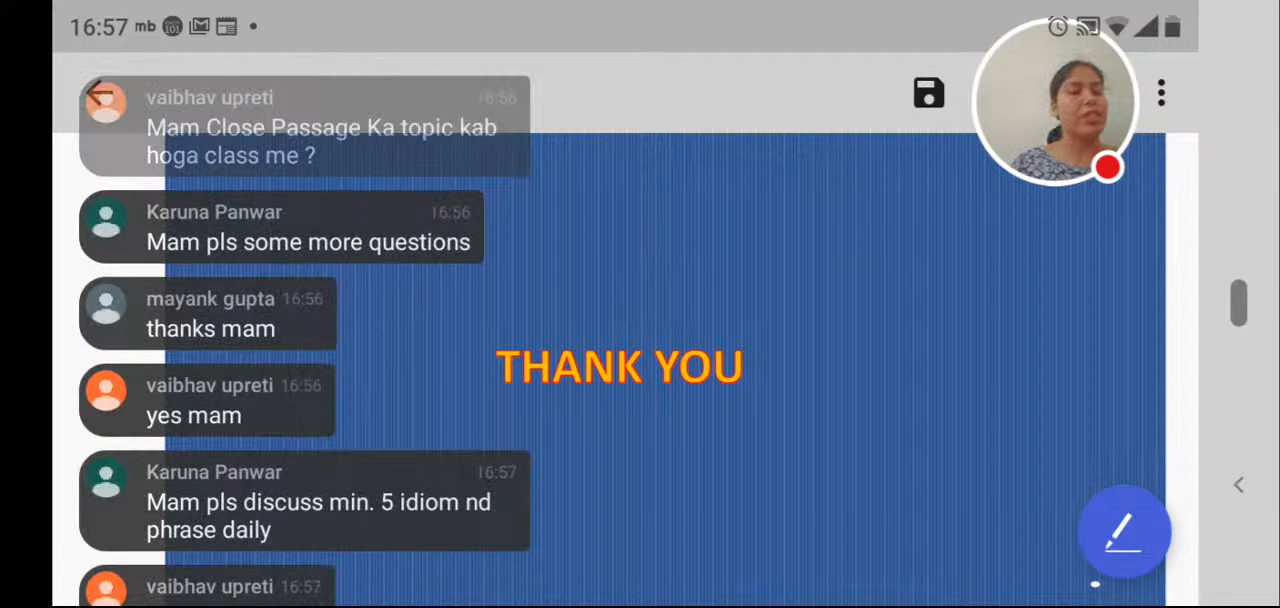 16:57 mb
vaibhav upreti 16:56
Mam Close Passage Ka topic kab
hoga class me ?
Karuna Panwar 16:56
Mam pls some more questions
mayank gupta 16:56
thanks mam
THANK YOU
vaibhav upreti 16:56
yes mam
Karuna Panwar 16:57
Mam pls discuss min. 5 idiom nd
phrase daily
vaibhav upreti 16:57